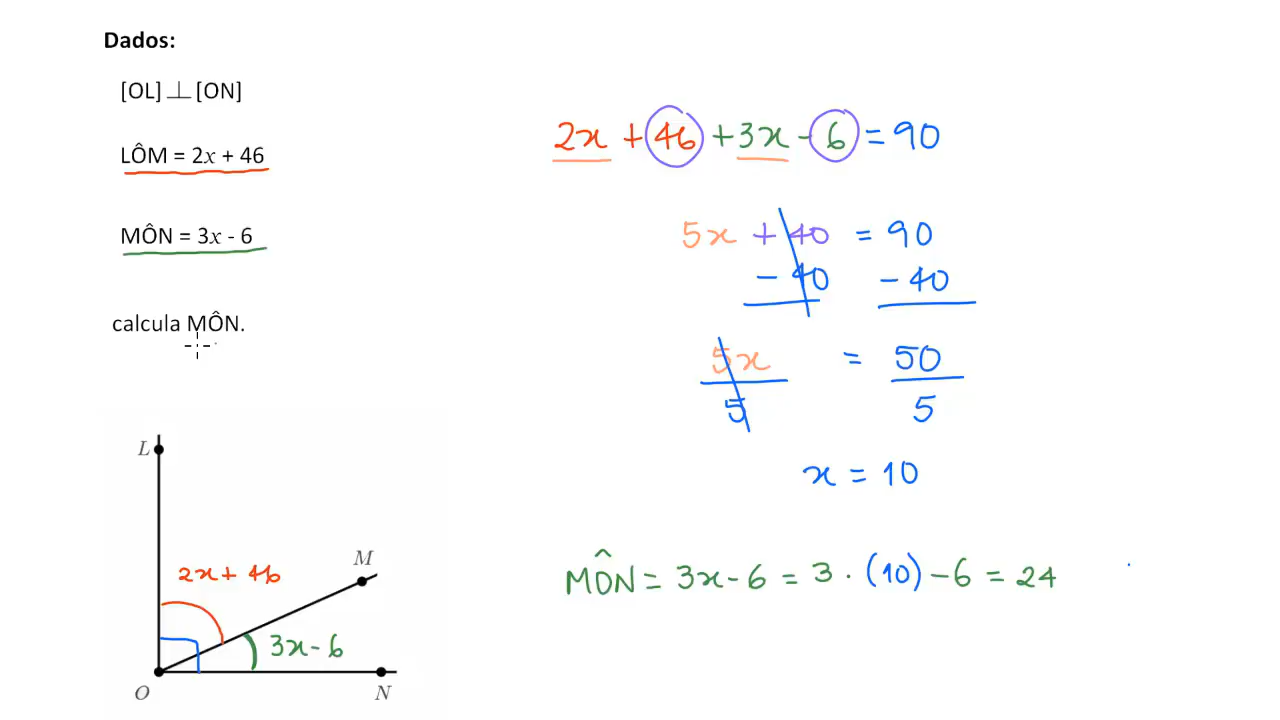 Dados:
[OL] ⊥ [ON]
LÔM = 2x + 46
MÔN = 3x - 6
calcula MÔN.
2x + 46 + 3x - 6 = 90
5x + 40 = 90
- 40 - 40
5x = 50
5 5
x = 10
MÔN = 3x - 6 = 3 · (10) - 6 = 24
L
M
2x + 46
3x - 6
O
N